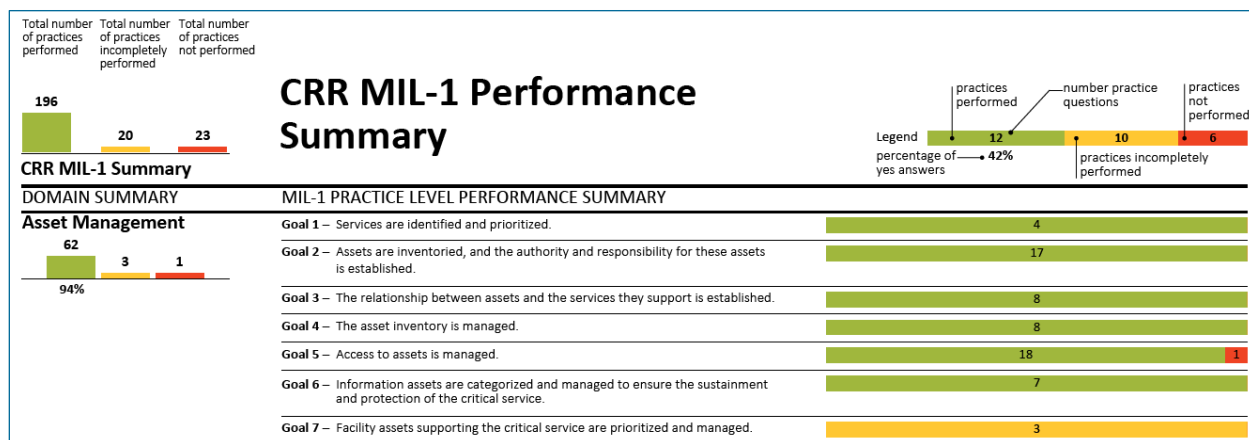 Total number
of practices
performed
Total number
of practices
incompletely
performed
Total number
of practices
not performed
196
20
23
CRR MIL-1 Summary
CRR MIL-1 Performance
Summary
practices
performed
number practice
questions
practices
not
performed
Legend
12
10
6
percentage of
yes answers
42%
practices incompletely
performed
DOMAIN SUMMARY
MIL-1 PRACTICE LEVEL PERFORMANCE SUMMARY
Asset Management
62
3
1
94%
Goal 1 – Services are identified and prioritized.
4
Goal 2 – Assets are inventoried, and the authority and responsibility for these assets
is established.
17
Goal 3 – The relationship between assets and the services they support is established.
8
Goal 4 – The asset inventory is managed.
8
Goal 5 – Access to assets is managed.
18
1
Goal 6 – Information assets are categorized and managed to ensure the sustainment
and protection of the critical service.
7
Goal 7 – Facility assets supporting the critical service are prioritized and managed.
3